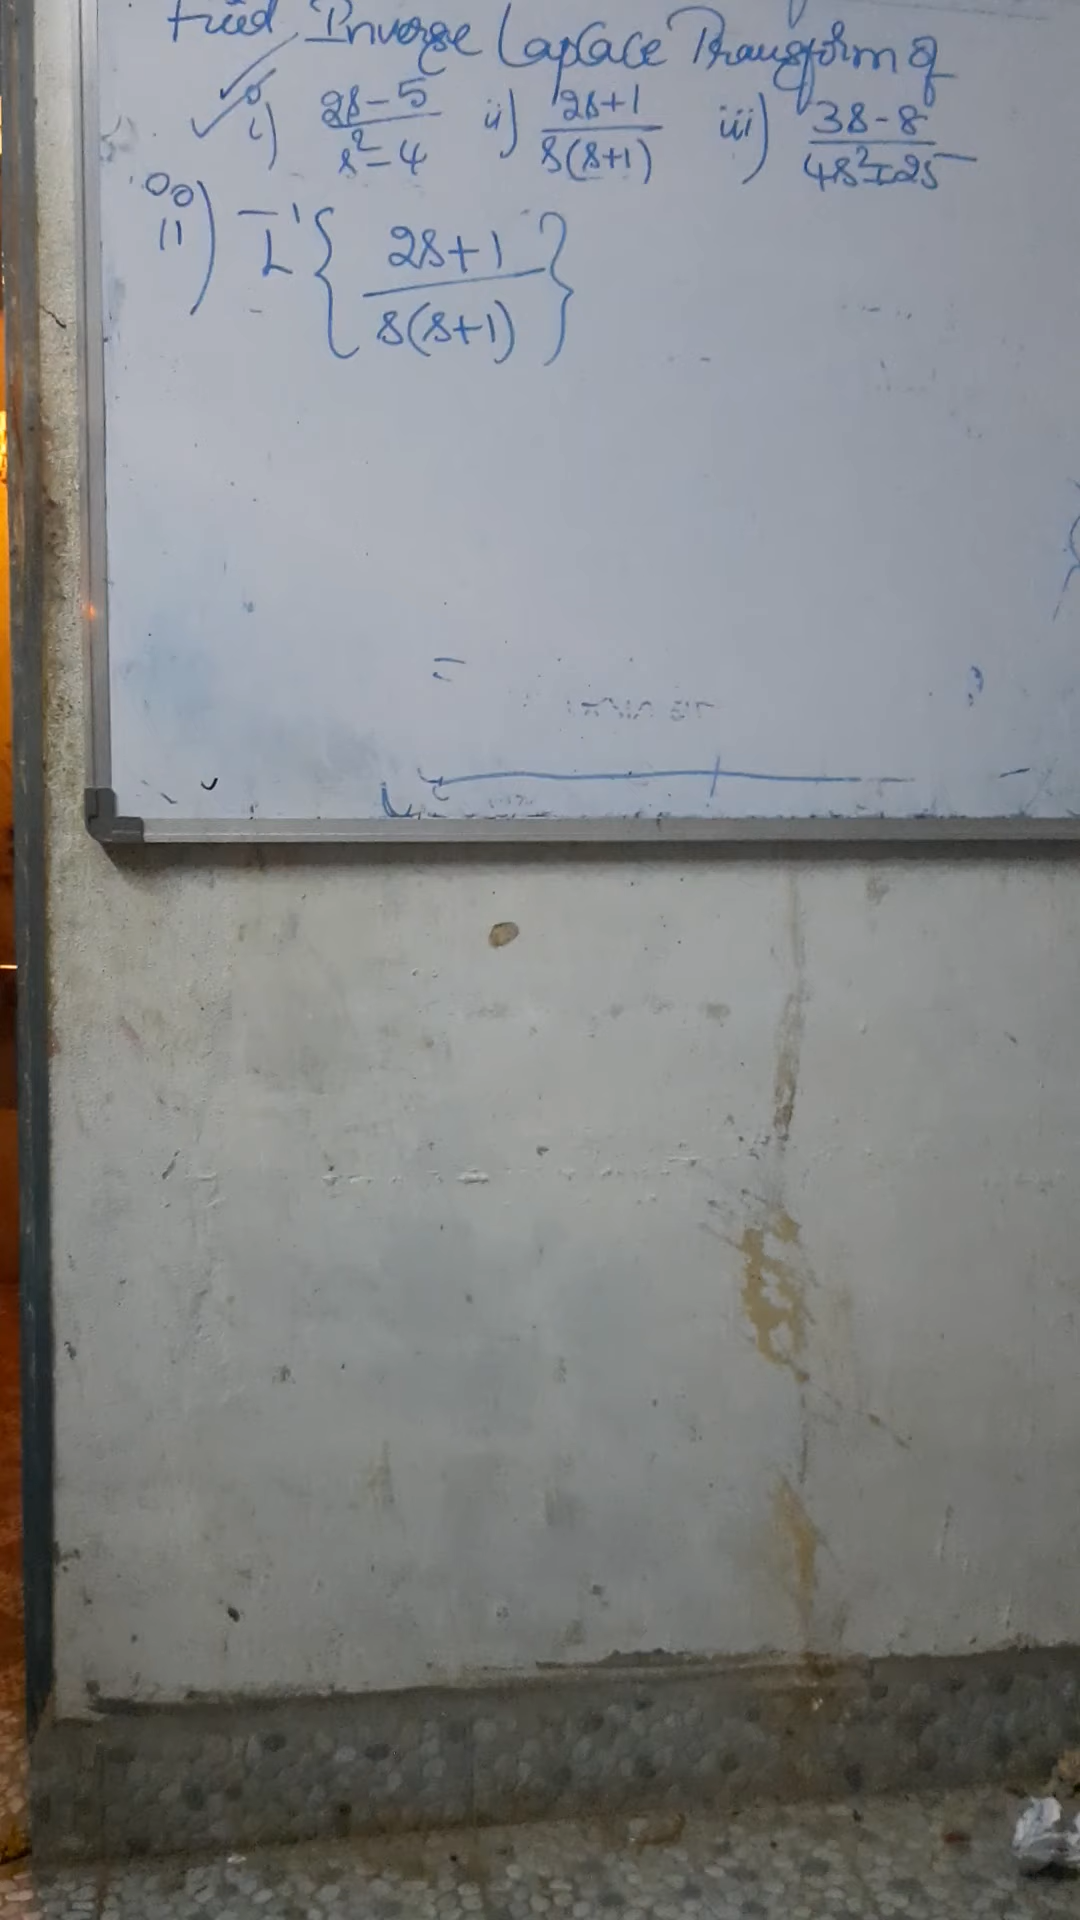 Find Inverse Laplace Transform of
i) 2s-5/s²-4 ii) 2s+1/s(s+1) iii) 3s-8/4s²+25
ii) L⁻¹{2s+1/s(s+1)}
=